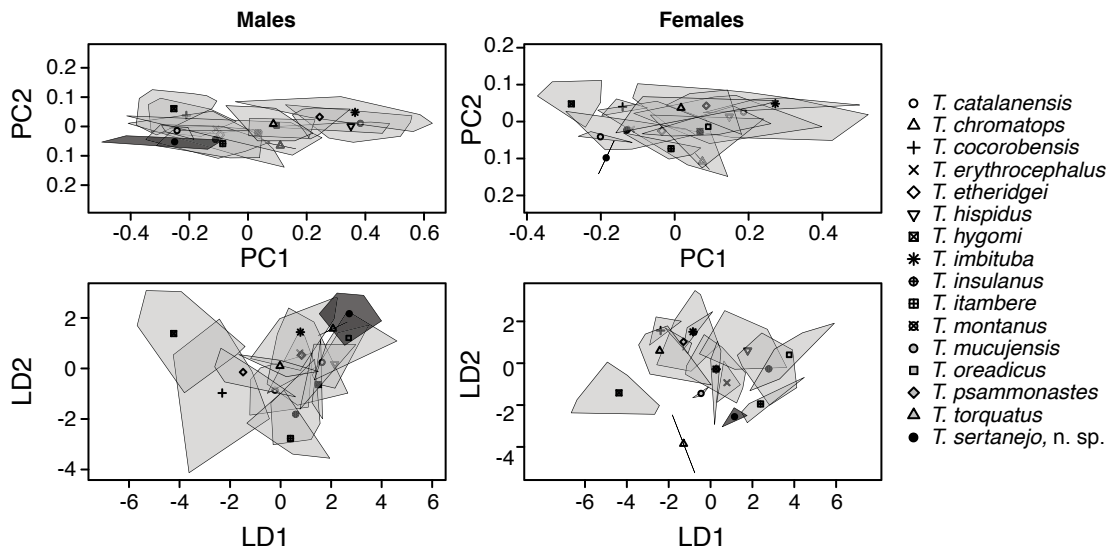 Males
Females
PC2
0.2
0.1
0
0.1
0.2
-0.4 -0.2 0 0.2 0.4 0.6
PC1
PC2
0.2
0.1
0
0.1
0.2
-0.4 -0.2 0 0.2 0.4
PC1
LD2
2
0
-2
-4
-6 -4 -2 0 2 4 6
LD1
LD2
2
0
-2
-4
-6 -4 -2 0 2 4 6
LD1
T. catalanensis
T. chromatops
T. cocorobensis
T. erythrocephalus
T. etheridgei
T. hispidus
T. hygomi
T. imbituba
T. insulanus
T. itambere
T. montanus
T. mucujensis
T. oreadicus
T. psammonastes
T. torquatus
T. sertanejo, n. sp.